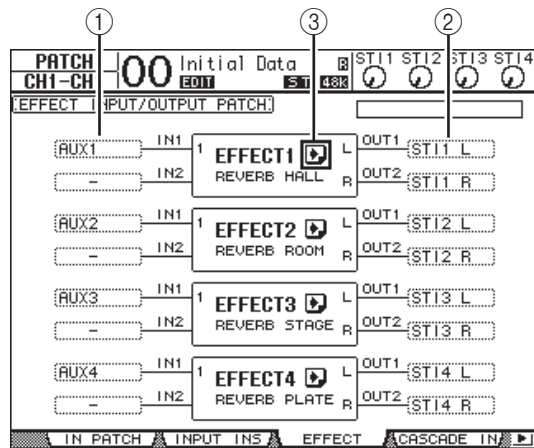 ① ③ ②
PATCH 00 Initial Data R STI1 STI2 STI3 STI4
CH1-CH EDIT ST 48K
EFFECT INPUT/OUTPUT PATCH
AUX1 IN1 1 EFFECT1 L OUT1 STI1 L
- IN2 REVERB HALL R OUT2 STI1 R
AUX2 IN1 1 EFFECT2 L OUT1 STI2 L
- IN2 REVERB ROOM R OUT2 STI2 R
AUX3 IN1 1 EFFECT3 L OUT1 STI3 L
- IN2 REVERB STAGE R OUT2 STI3 R
AUX4 IN1 1 EFFECT4 L OUT1 STI4 L
- IN2 REVERB PLATE R OUT2 STI4 R
IN PATCH INPUT INS EFFECT CASCADE IN